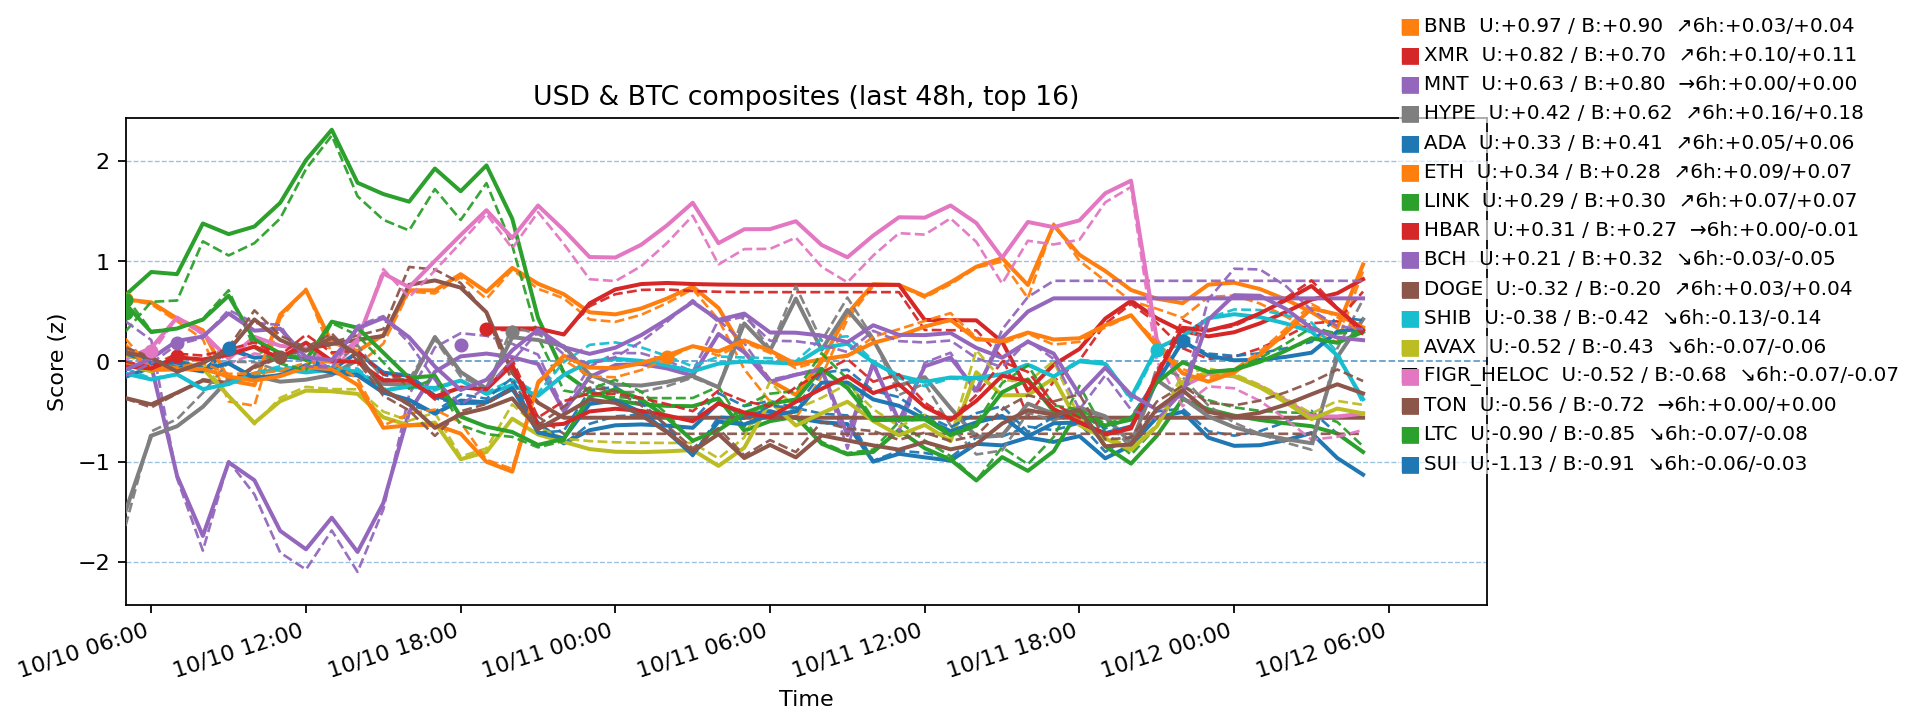 BNB U:+0.97 / B:+0.90 ↗6h:+0.03/+0.04
XMR U:+0.82 / B:+0.70 ↗6h:+0.10/+0.11
MNT U:+0.63 / B:+0.80 →6h:+0.00/+0.00
HYPE U:+0.42 / B:+0.62 ↗6h:+0.16/+0.18
ADA U:+0.33 / B:+0.41 ↗6h:+0.05/+0.06
ETH U:+0.34 / B:+0.28 ↗6h:+0.09/+0.07
LINK U:+0.29 / B:+0.30 ↗6h:+0.07/+0.07
HBAR U:+0.31 / B:+0.27 →6h:+0.00/-0.01
BCH U:+0.21 / B:+0.32 ↘6h:-0.03/-0.05
DOGE U:-0.32 / B:-0.20 ↗6h:+0.03/+0.04
SHIB U:-0.38 / B:-0.42 ↘6h:-0.13/-0.14
AVAX U:-0.52 / B:-0.43 ↘6h:-0.07/-0.06
FIGR_HELOC U:-0.52 / B:-0.68 ↘6h:-0.07/-0.07
TON U:-0.56 / B:-0.72 →6h:+0.00/+0.00
LTC U:-0.90 / B:-0.85 ↘6h:-0.07/-0.08
SUI U:-1.13 / B:-0.91 ↘6h:-0.06/-0.03
USD & BTC composites (last 48h, top 16)
Score (z)
2
1
0
−1
−2
10/10 06:00
10/10 12:00
10/10 18:00
10/11 00:00
10/11 06:00
10/11 12:00
10/11 18:00
10/12 00:00
10/12 06:00
Time